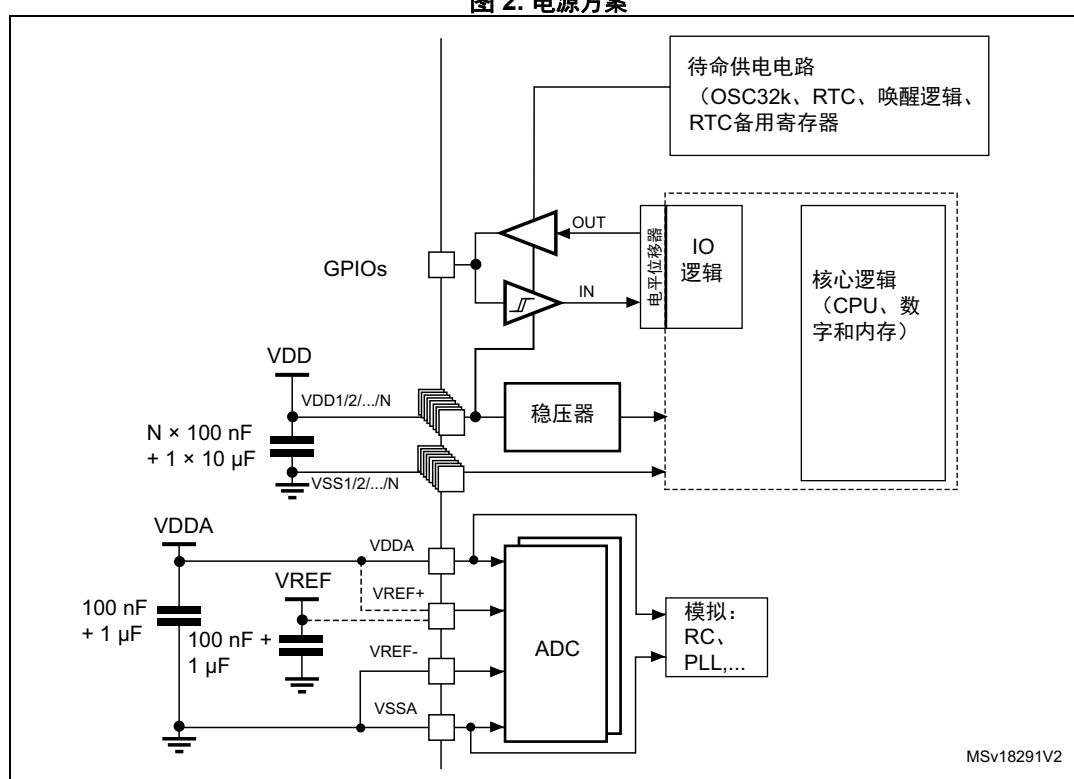 图 2. 电源方案
待命供电电路
（OSC32k、RTC、唤醒逻辑、
RTC备用寄存器
OUT
GPIOs
IN
电平位移器
IO
逻辑
核心逻辑
（CPU、数
字和内存）
VDD
VDD1/2/.../N
稳压器
N × 100 nF
+ 1 × 10 µF
VSS1/2/.../N
VDDA
VDDA
VREF
VREF+
100 nF
+ 1 µF
100 nF +
1 µF
VREF-
VSSA
ADC
模拟：
RC、
PLL,...
MSv18291V2